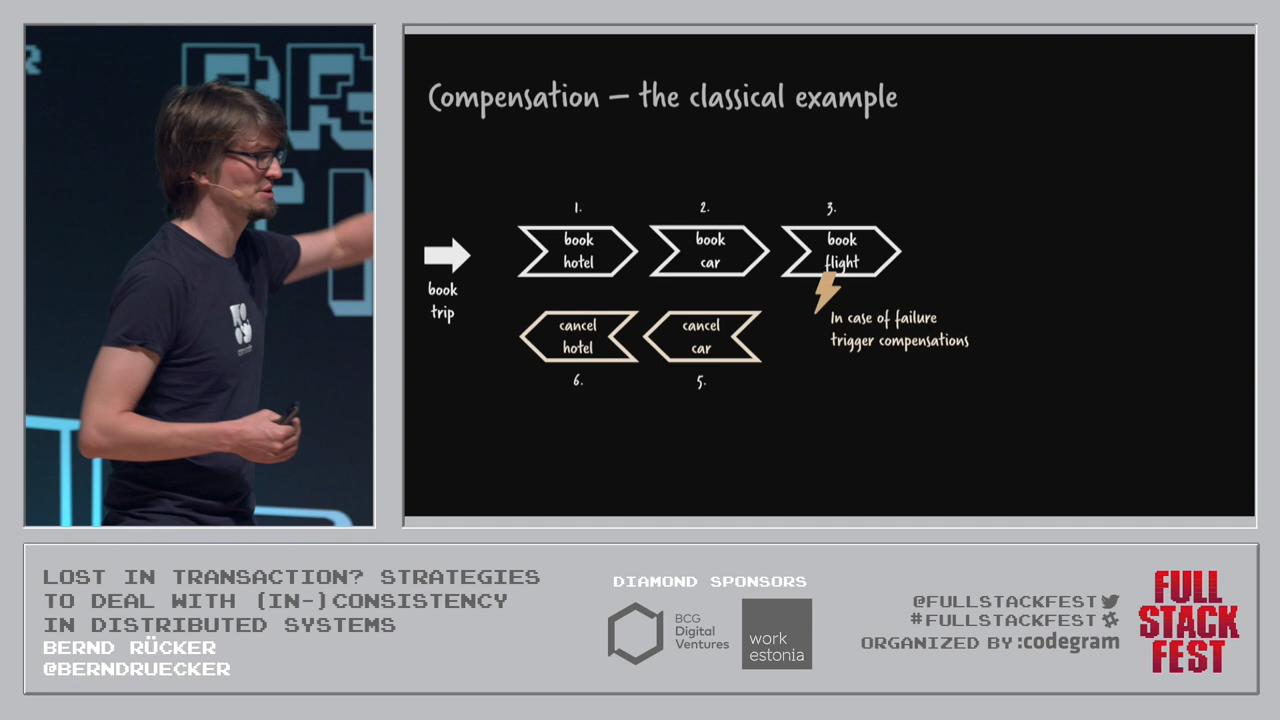 Compensation – the classical example
1.
2.
3.
book
hotel
book
car
book
flight
book
trip
In case of failure
trigger compensations
cancel
hotel
cancel
car
6.
5.
LOST IN TRANSACTION? STRATEGIES
TO DEAL WITH (IN-)CONSISTENCY
IN DISTRIBUTED SYSTEMS
BERND RÜCKER
@BERNDRUECKER
DIAMOND SPONSORS
BCG
Digital
Ventures
work
estonia
@FULLSTACKFEST
#FULLSTACKFEST
ORGANIZED BY :codegram
FULL
STACK
FEST